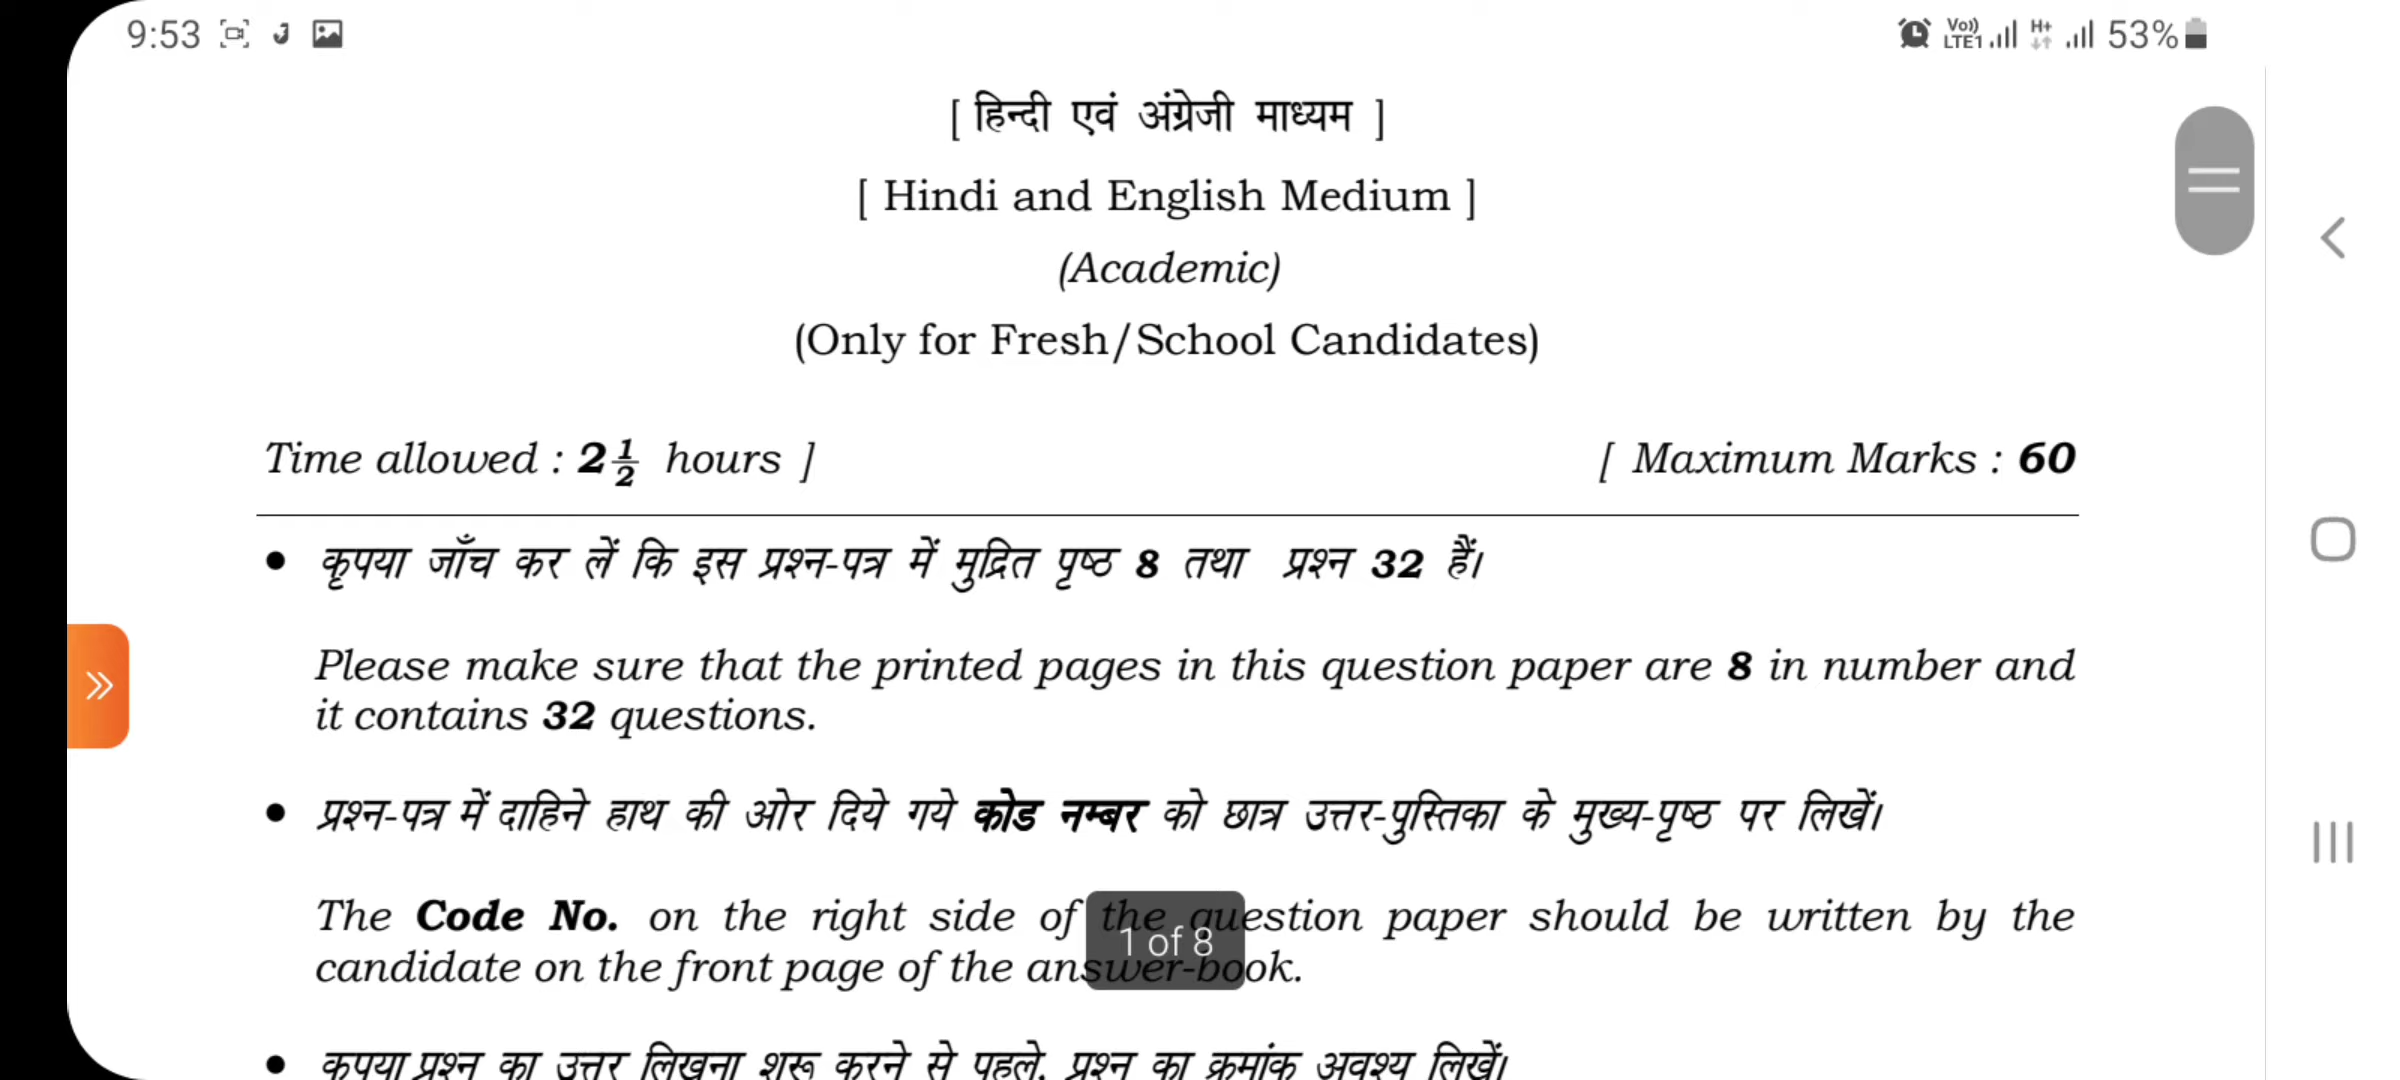 9:53
Vo))
LTE1
H+
53%
[ हिन्दी एवं अंग्रेजी माध्यम ]
[ Hindi and English Medium ]
(Academic)
(Only for Fresh/School Candidates)
Time allowed : 2 1/2 hours ] [ Maximum Marks : 60
• कृपया जाँच कर लें कि इस प्रश्न-पत्र में मुद्रित पृष्ठ 8 तथा प्रश्न 32 हैं।
Please make sure that the printed pages in this question paper are 8 in number and
it contains 32 questions.
• प्रश्न-पत्र में दाहिने हाथ की ओर दिये गये कोड नम्बर को छात्र उत्तर-पुस्तिका के मुख्य-पृष्ठ पर लिखें।
The Code No. on the right side of the question paper should be written by the
candidate on the front page of the answer-book.
1 of 8
• कृपया प्रश्न का उत्तर लिखना शुरू करने से पहले, प्रश्न का क्रमांक अवश्य लिखें।